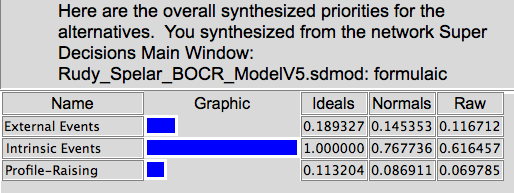 Here are the overall synthesized priorities for the
alternatives. You synthesized from the network Super
Decisions Main Window:
Rudy_Spelar_BOCR_ModelV5.sdmod: formulaic
Name Graphic Ideals Normals Raw
External Events 0.189327 0.145353 0.116712
Intrinsic Events 1.000000 0.767736 0.616457
Profile-Raising 0.113204 0.086911 0.069785